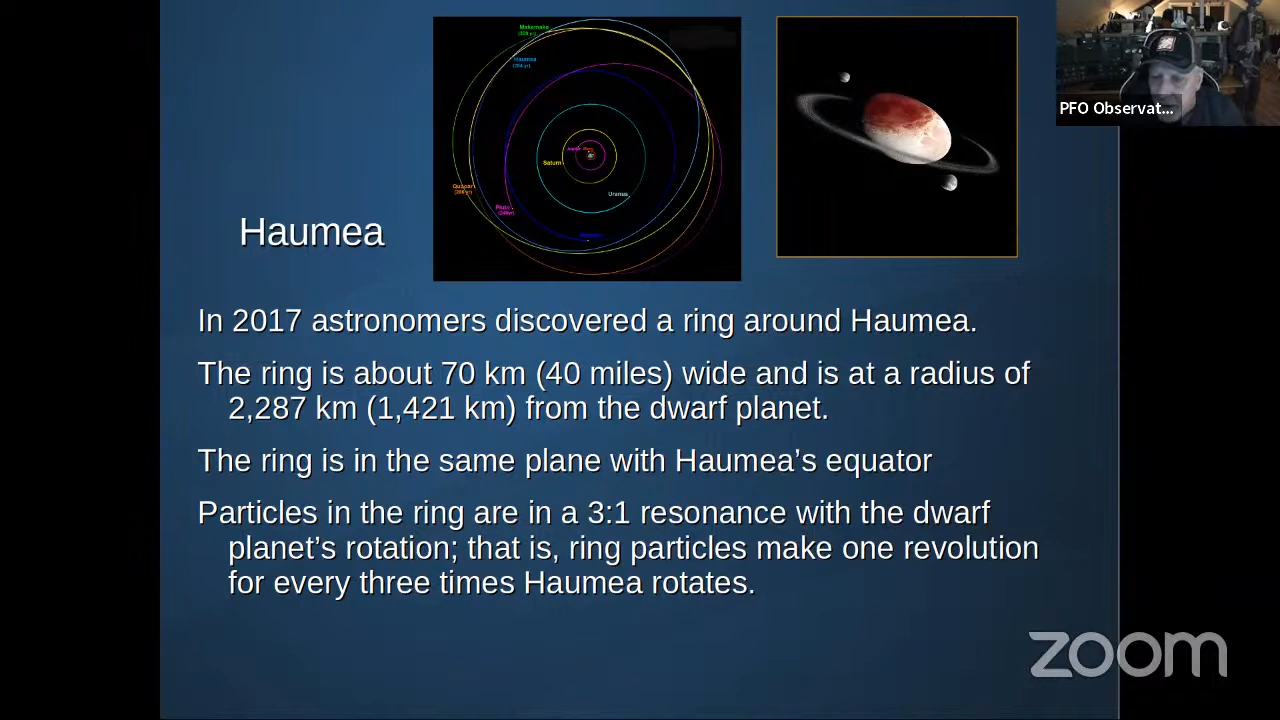 Makemake
Haumea
Saturn
Uranus
PFO Observat...
Haumea
In 2017 astronomers discovered a ring around Haumea.
The ring is about 70 km (40 miles) wide and is at a radius of
2,287 km (1,421 km) from the dwarf planet.
The ring is in the same plane with Haumea’s equator
Particles in the ring are in a 3:1 resonance with the dwarf
planet’s rotation; that is, ring particles make one revolution
for every three times Haumea rotates.
zoom